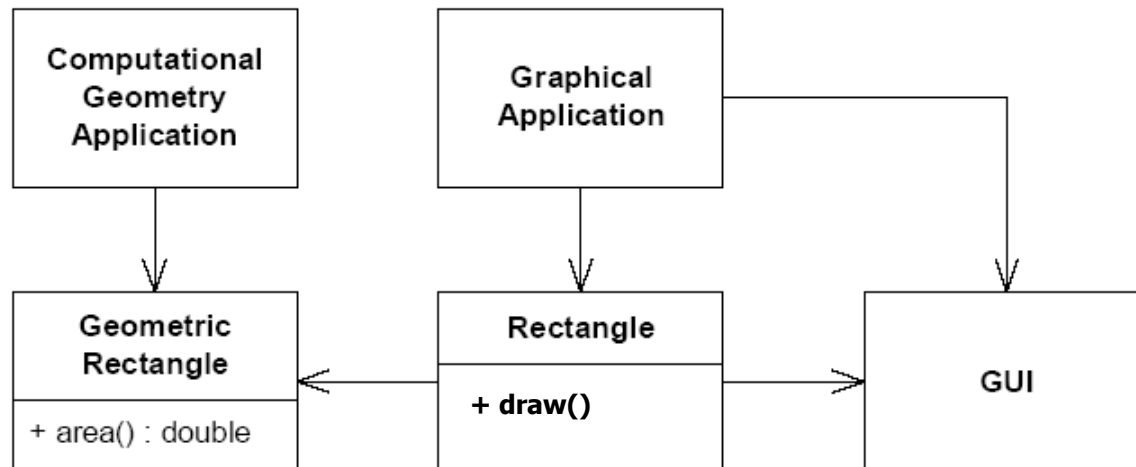 Computational
Geometry
Application
Graphical
Application
Geometric
Rectangle
+ area() : double
Rectangle
+ draw()
GUI